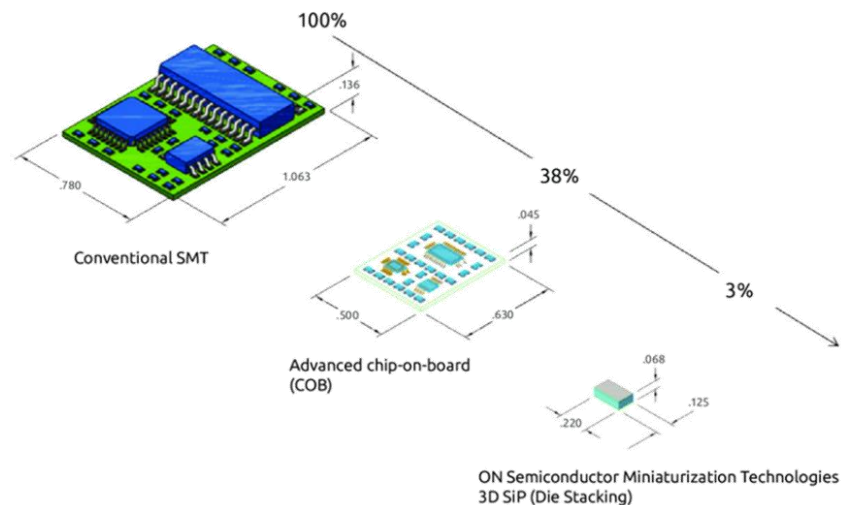 100%
.136
.780
1.063
Conventional SMT
38%
.045
.500
.630
Advanced chip-on-board
(COB)
3%
.068
.125
.220
ON Semiconductor Miniaturization Technologies
3D SiP (Die Stacking)